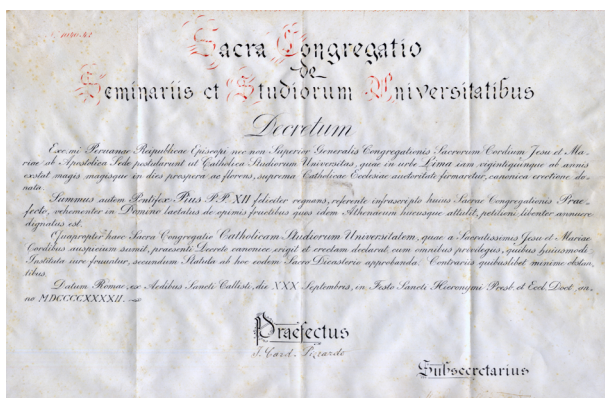 Sacra Congregatio
de
Seminariis et Studiorum Universitatibus
Decretum
Exc.mi Peruanae Reipublicae Episcopi nec non Superior Generalis Congregationis Sacrorum Cordium Jesu et Ma-
riae ab Apostolica Sede postularunt ut Catholica Studiorum Universitas, quae in urbe Lima iam vigintiquinque ab annis
exstat magis magisque in dies prospera ac florens, suprema Catholicae Ecclesiae auctoritate firmaretur, canonica erectione do-
nata.
Summus autem Pontifex Pius PP XII feliciter regnans, referente infrascripto huius Sacrae Congregationis Prae-
fecto, vehementer in Domino laetatus de opimis fructibus quos idem Athenaeum hucusque attulit, petitioni libenter annuere
dignatus est.
Quapropter haec Sacra Congregatio Catholicam Studiorum Universitatem, quae a Sacratissimis Jesu et Mariae
Cordibus auspicium sumit, praesenti Decreto canonice erigit et erectam declarat cum omnibus privilegiis, quibus huiusmodi
Instituta iure fruuntur, secundum Statuta ab hoc eodem Sacro Dicasterio approbanda. Contrariis quibuslibet minime obstan-
tibus.
Datum Romae, ex Aedibus Sancti Callisti, die XXX Septembris, in Festo Sancti Hieronymi Presb. et Eccl. Doct., an-
no MDCCCCXXXXII.
Praefectus
J. Card. Pizzardo
Subsecretarius